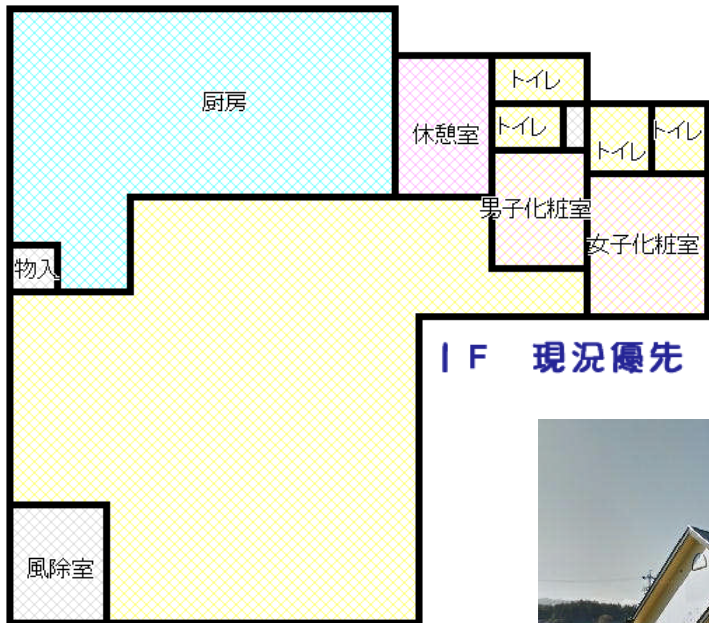 厨房
休憩室
トイレ
トイレ
トイレ
トイレ
男子化粧室
女子化粧室
物入
1F 現況優先
風除室